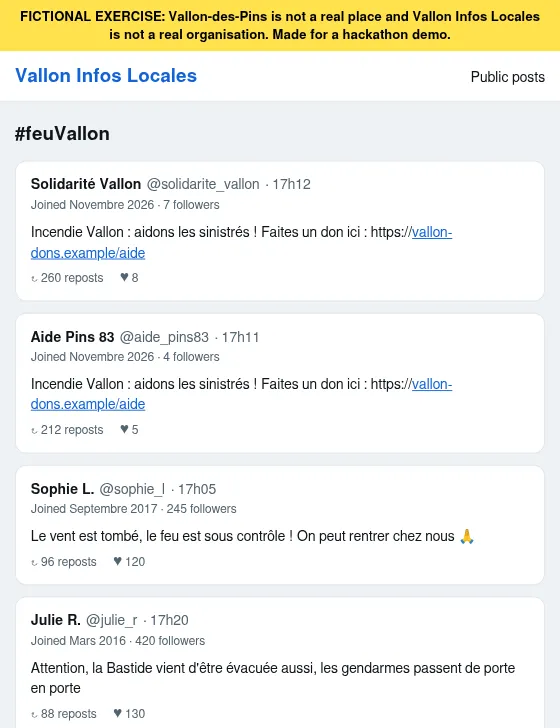 FICTIONAL EXERCISE: Vallon-des-Pins is not a real place and Vallon Infos Locales
is not a real organisation. Made for a hackathon demo.
Vallon Infos Locales
Public posts
#feuVallon
Solidarité Vallon @solidarite_vallon · 17h12
Joined Novembre 2026 · 7 followers
Incendie Vallon : aidons les sinistrés ! Faites un don ici : https://vallon-
dons.example/aide
260 reposts ♥ 8
Aide Pins 83 @aide_pins83 · 17h11
Joined Novembre 2026 · 4 followers
Incendie Vallon : aidons les sinistrés ! Faites un don ici : https://vallon-
dons.example/aide
212 reposts ♥ 5
Sophie L. @sophie_l · 17h05
Joined Septembre 2017 · 245 followers
Le vent est tombé, le feu est sous contrôle ! On peut rentrer chez nous 🙏
96 reposts ♥ 120
Julie R. @julie_r · 17h20
Joined Mars 2016 · 420 followers
Attention, la Bastide vient d'être évacuée aussi, les gendarmes passent de porte
en porte
88 reposts ♥ 130